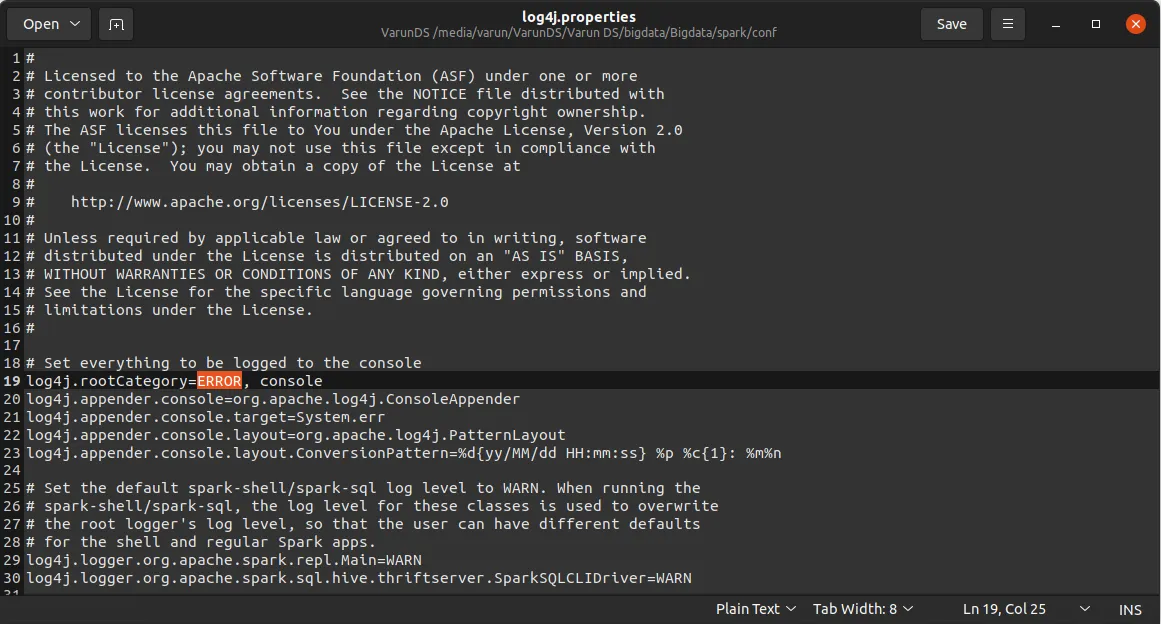 Open
log4j.properties
VarunDS /media/varun/VarunDS/Varun DS/bigdata/Bigdata/spark/conf
Save
1 #
2 # Licensed to the Apache Software Foundation (ASF) under one or more
3 # contributor license agreements.  See the NOTICE file distributed with
4 # this work for additional information regarding copyright ownership.
5 # The ASF licenses this file to You under the Apache License, Version 2.0
6 # (the "License"); you may not use this file except in compliance with
7 # the License.  You may obtain a copy of the License at
8 #
9 #    http://www.apache.org/licenses/LICENSE-2.0
10 #
11 # Unless required by applicable law or agreed to in writing, software
12 # distributed under the License is distributed on an "AS IS" BASIS,
13 # WITHOUT WARRANTIES OR CONDITIONS OF ANY KIND, either express or implied.
14 # See the License for the specific language governing permissions and
15 # limitations under the License.
16 #
17
18 # Set everything to be logged to the console
19 log4j.rootCategory=ERROR, console
20 log4j.appender.console=org.apache.log4j.ConsoleAppender
21 log4j.appender.console.target=System.err
22 log4j.appender.console.layout=org.apache.log4j.PatternLayout
23 log4j.appender.console.layout.ConversionPattern=%d{yy/MM/dd HH:mm:ss} %p %c{1}: %m%n
24
25 # Set the default spark-shell/spark-sql log level to WARN. When running the
26 # spark-shell/spark-sql, the log level for these classes is used to overwrite
27 # the root logger's log level, so that the user can have different defaults
28 # for the shell and regular Spark apps.
29 log4j.logger.org.apache.spark.repl.Main=WARN
30 log4j.logger.org.apache.spark.sql.hive.thriftserver.SparkSQLCLIDriver=WARN
31
Plain Text Tab Width: 8 Ln 19, Col 25 INS